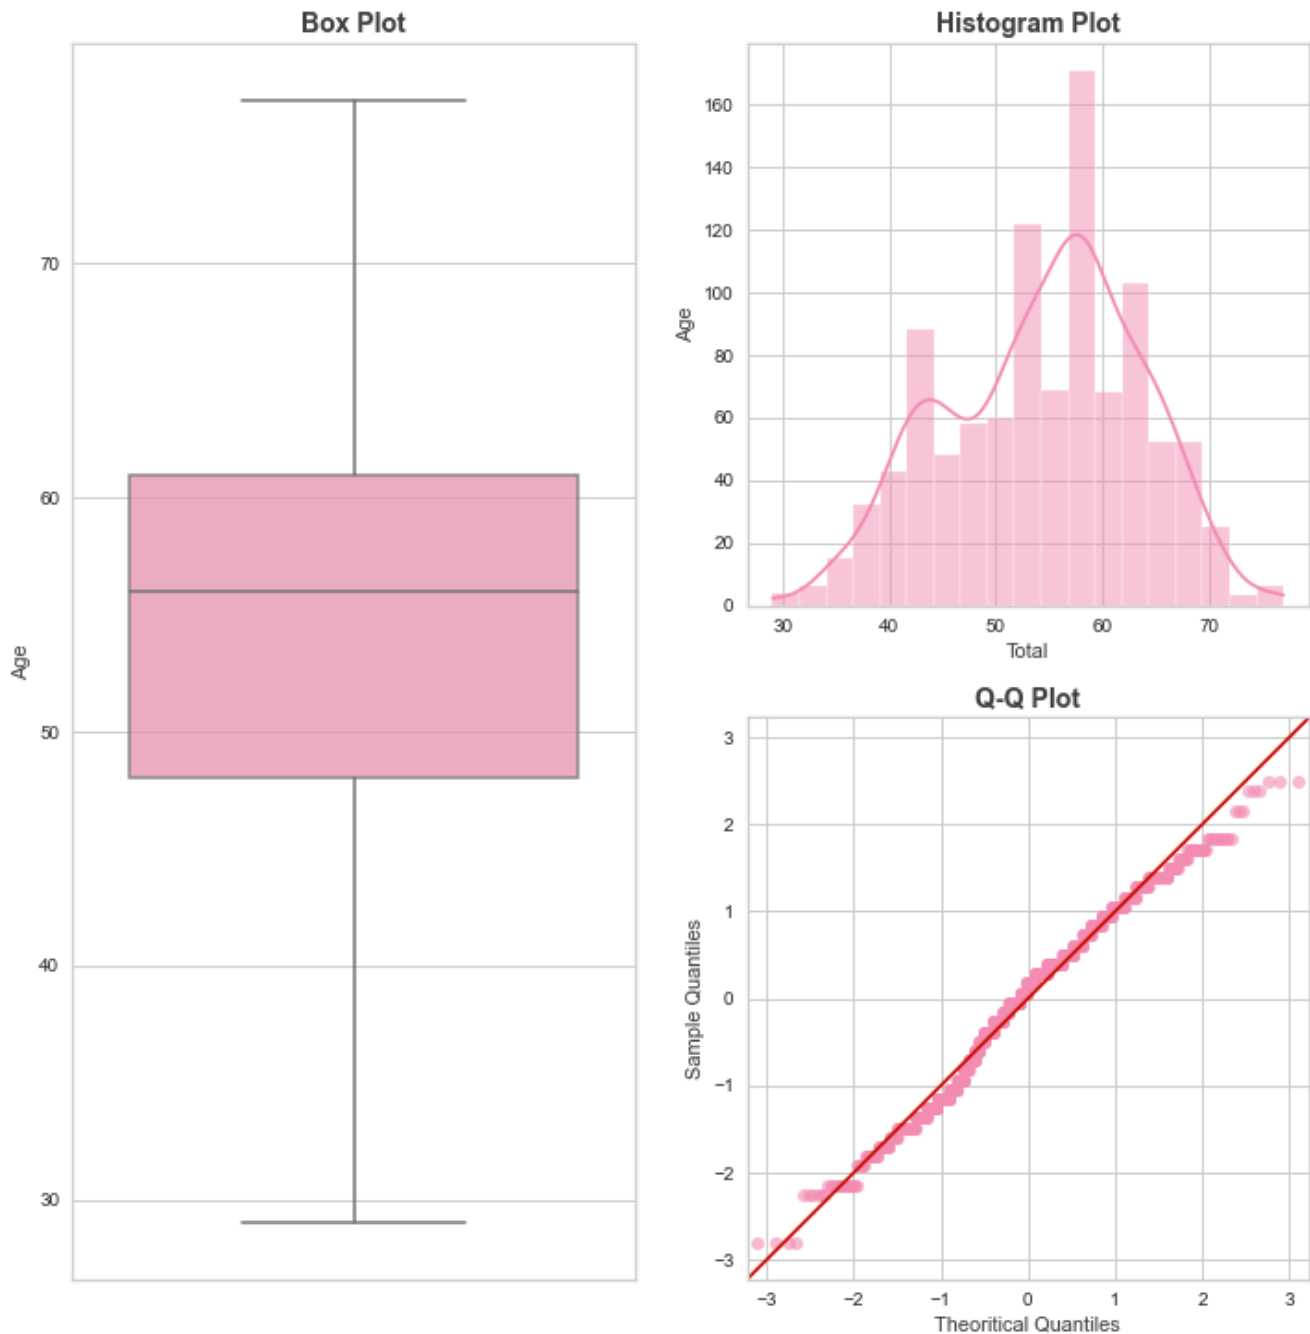 Box Plot
70
60
50
40
30
Age
Histogram Plot
160
140
120
100
80
60
40
20
0
Age
30 40 50 60 70
Total
Q-Q Plot
3
2
1
0
−1
−2
−3
Sample Quantiles
−3 −2 −1 0 1 2 3
Theoritical Quantiles